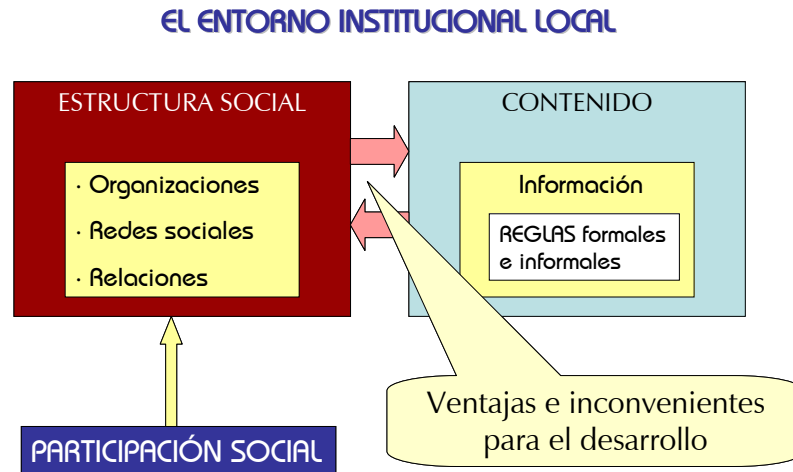 EL ENTORNO INSTITUCIONAL LOCAL
ESTRUCTURA SOCIAL
· Organizaciones
· Redes sociales
· Relaciones
CONTENIDO
Información
REGLAS formales
e informales
Ventajas e inconvenientes
para el desarrollo
PARTICIPACIÓN SOCIAL